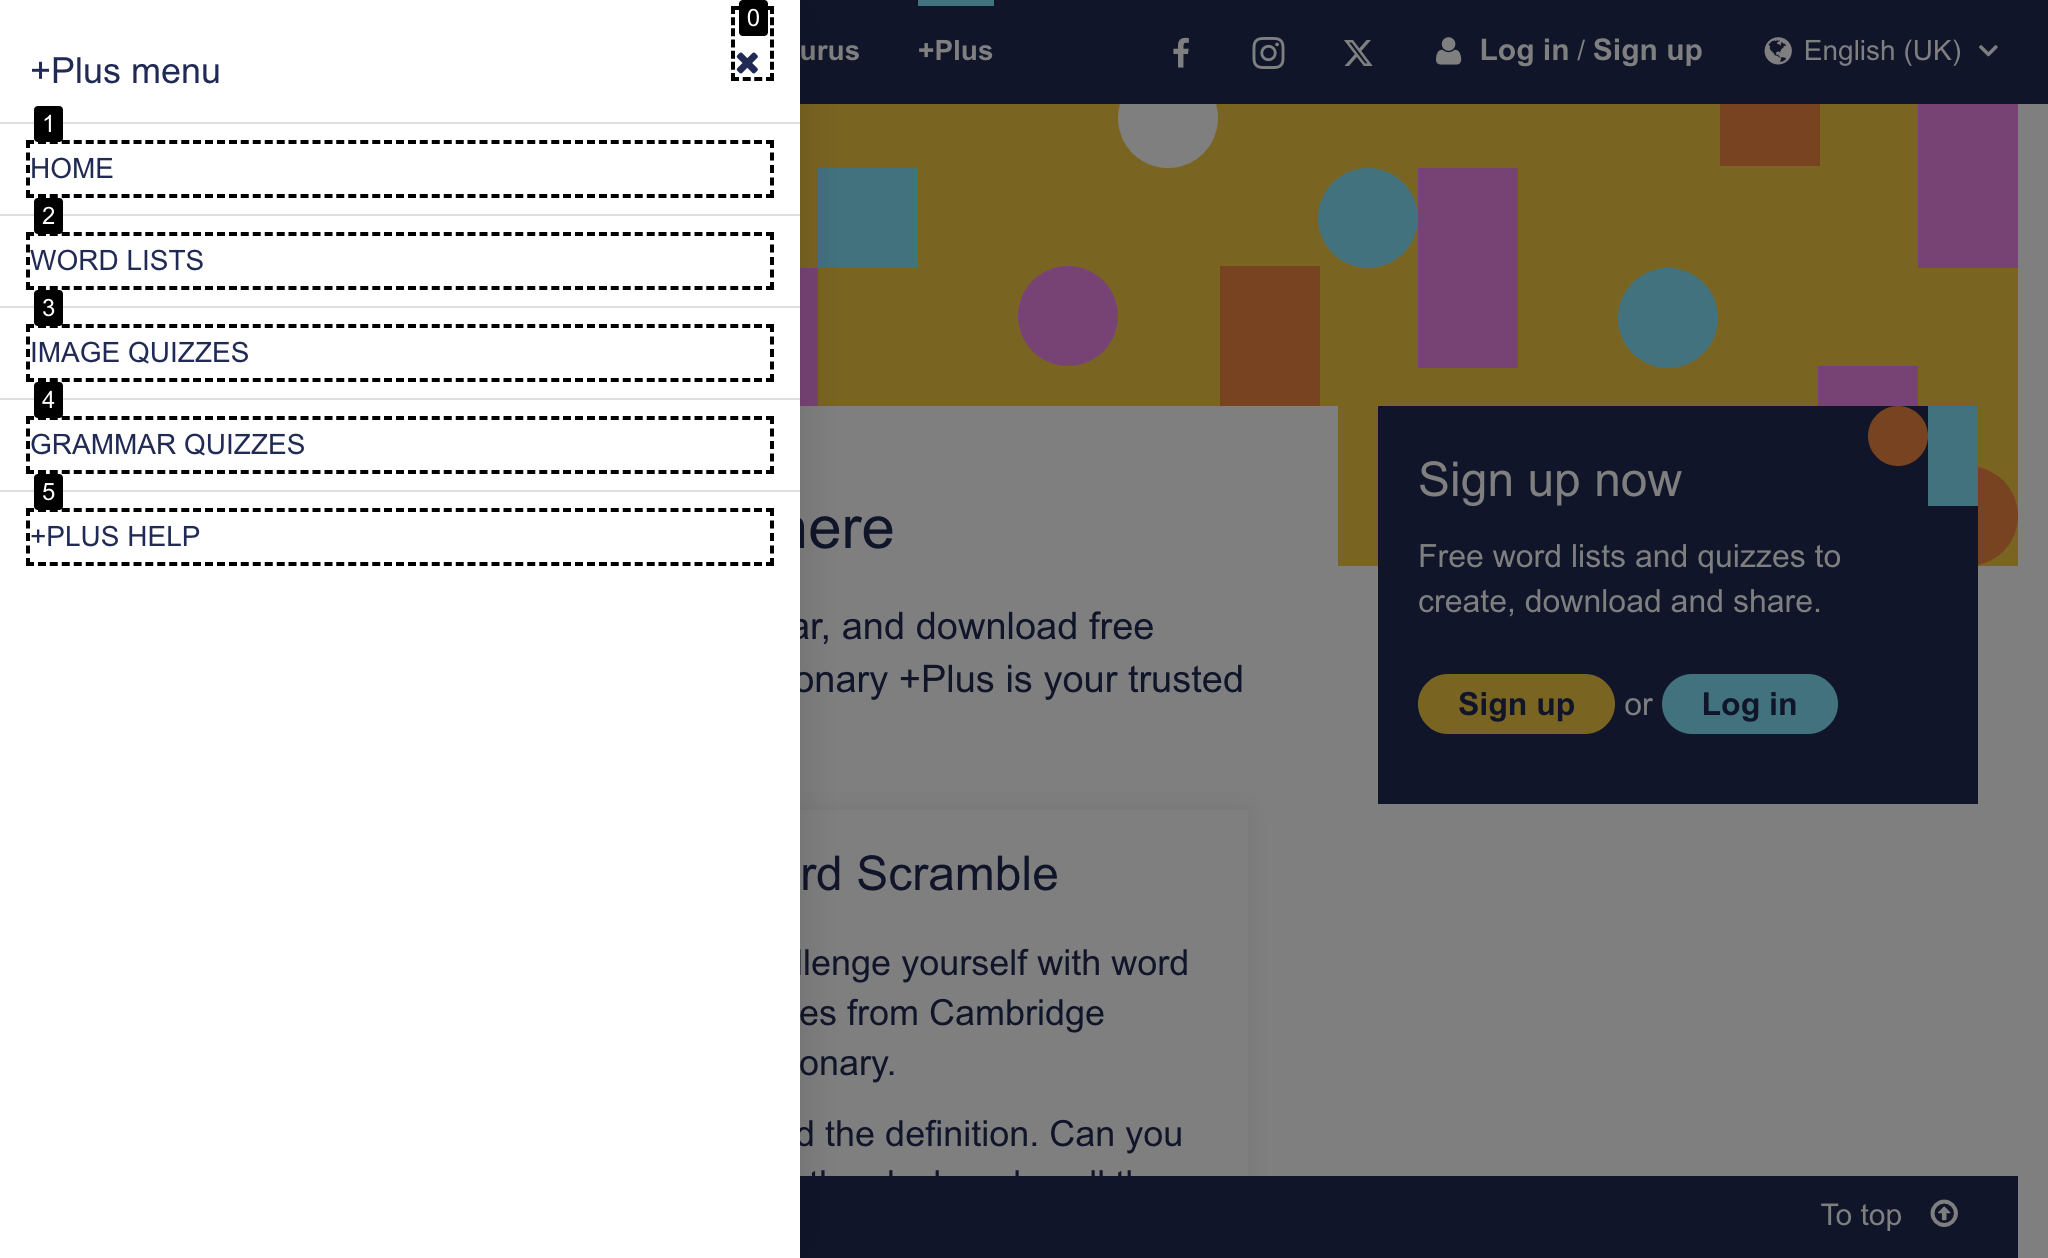 0
+Plus menu
1
HOME
2
WORD LISTS
3
IMAGE QUIZZES
4
GRAMMAR QUIZZES
5
+PLUS HELP
urus
+Plus
Log in / Sign up
English (UK)
here
ar, and download free
onary +Plus is your trusted
Sign up now
Free word lists and quizzes to
create, download and share.
Sign up or Log in
rd Scramble
llenge yourself with word
es from Cambridge
onary.
d the definition. Can you
To top